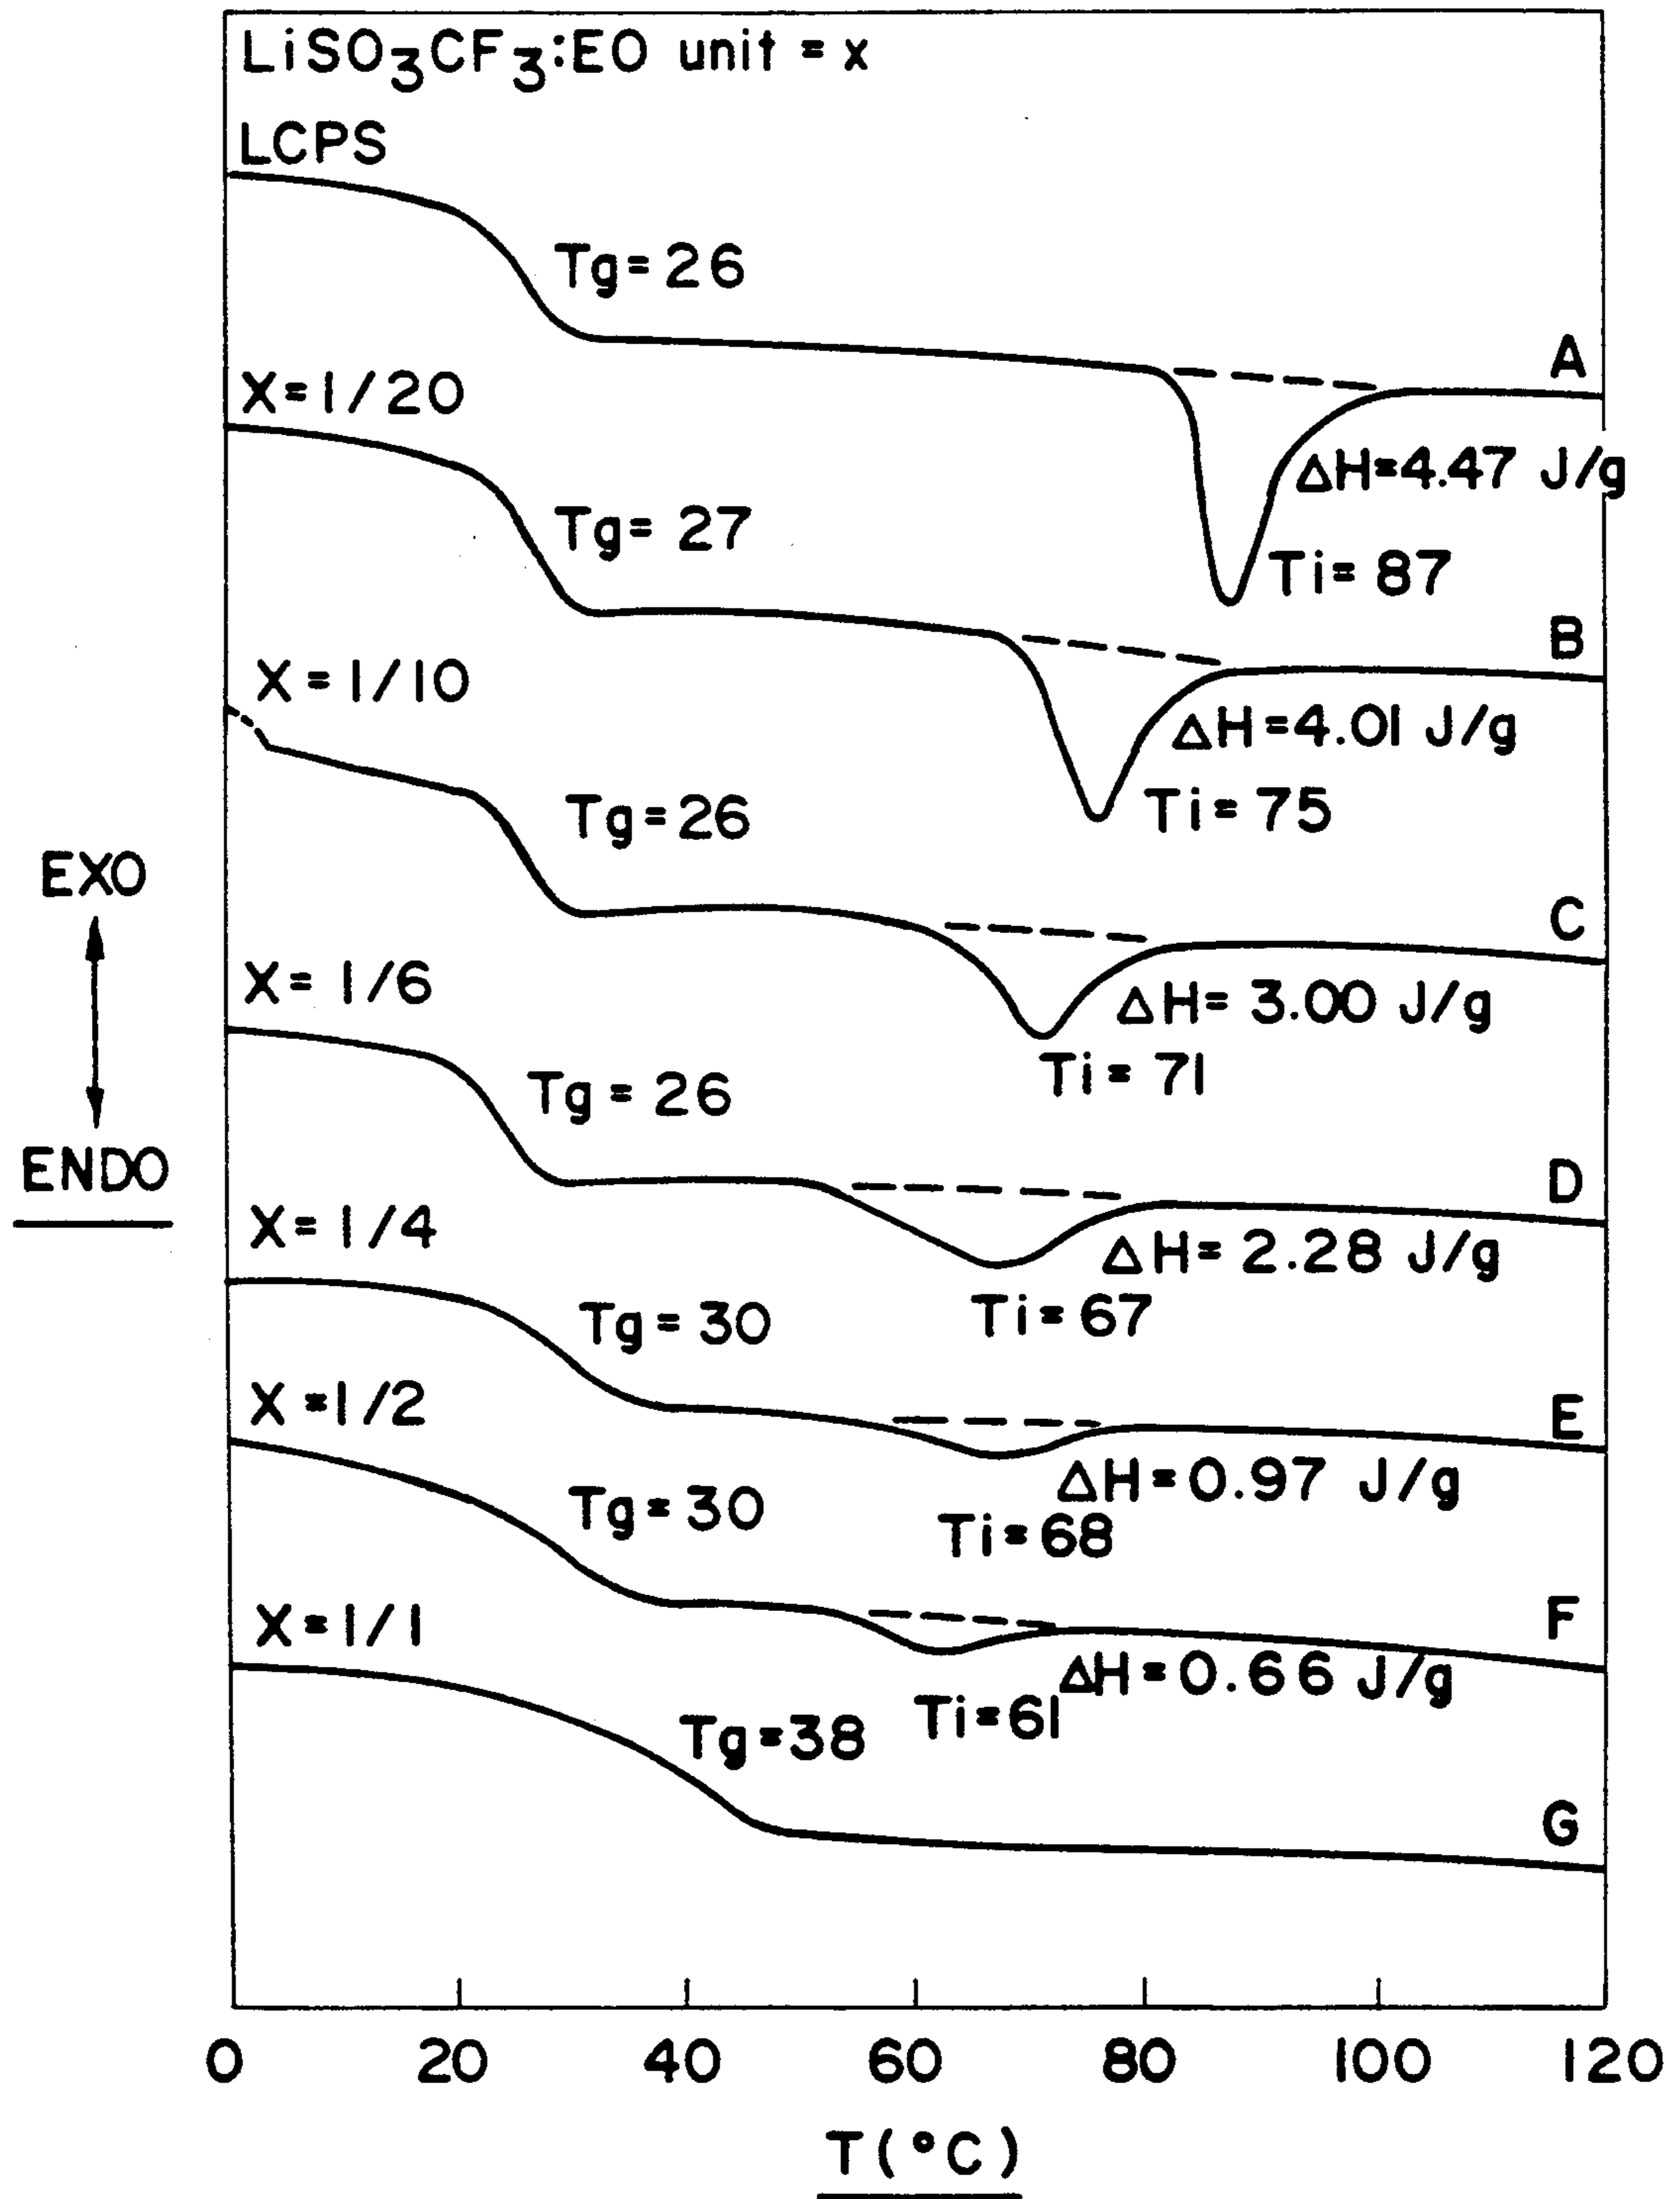 LiSO3CF3:EO unit = x
LCPS
Tg= 26
A
X=1/20
ΔH=4.47 J/g
Tg= 27
Ti= 87
B
X=1/10
ΔH=4.01 J/g
Tg=26
Ti=75
EXO
C
X=1/6
ΔH= 3.00 J/g
Ti= 71
Tg= 26
ENDO
D
X=1/4
ΔH= 2.28 J/g
Tg=30
Ti=67
X=1/2
E
ΔH=0.97 J/g
Tg=30
Ti=68
X=1/1
F
ΔH=0.66 J/g
Ti=61
Tg=38
G
0 20 40 60 80 100 120
T(°C)